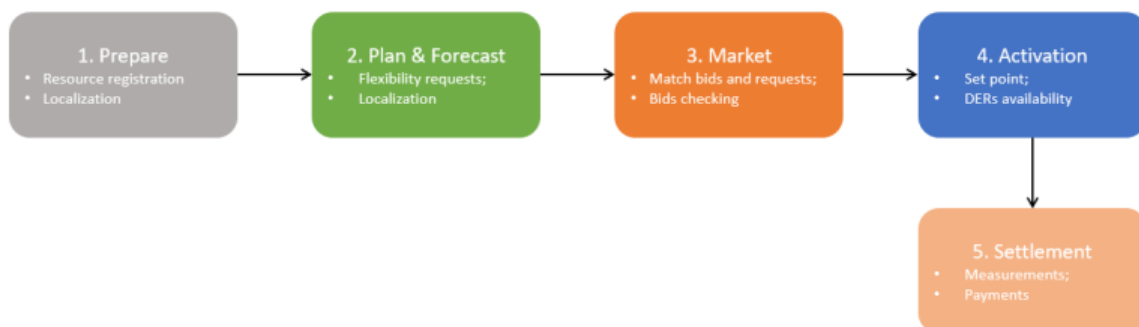 1. Prepare
• Resource registration
• Localization
2. Plan & Forecast
• Flexibility requests;
• Localization
3. Market
• Match bids and requests;
• Bids checking
4. Activation
• Set point;
• DERs availability
5. Settlement
• Measurements;
• Payments